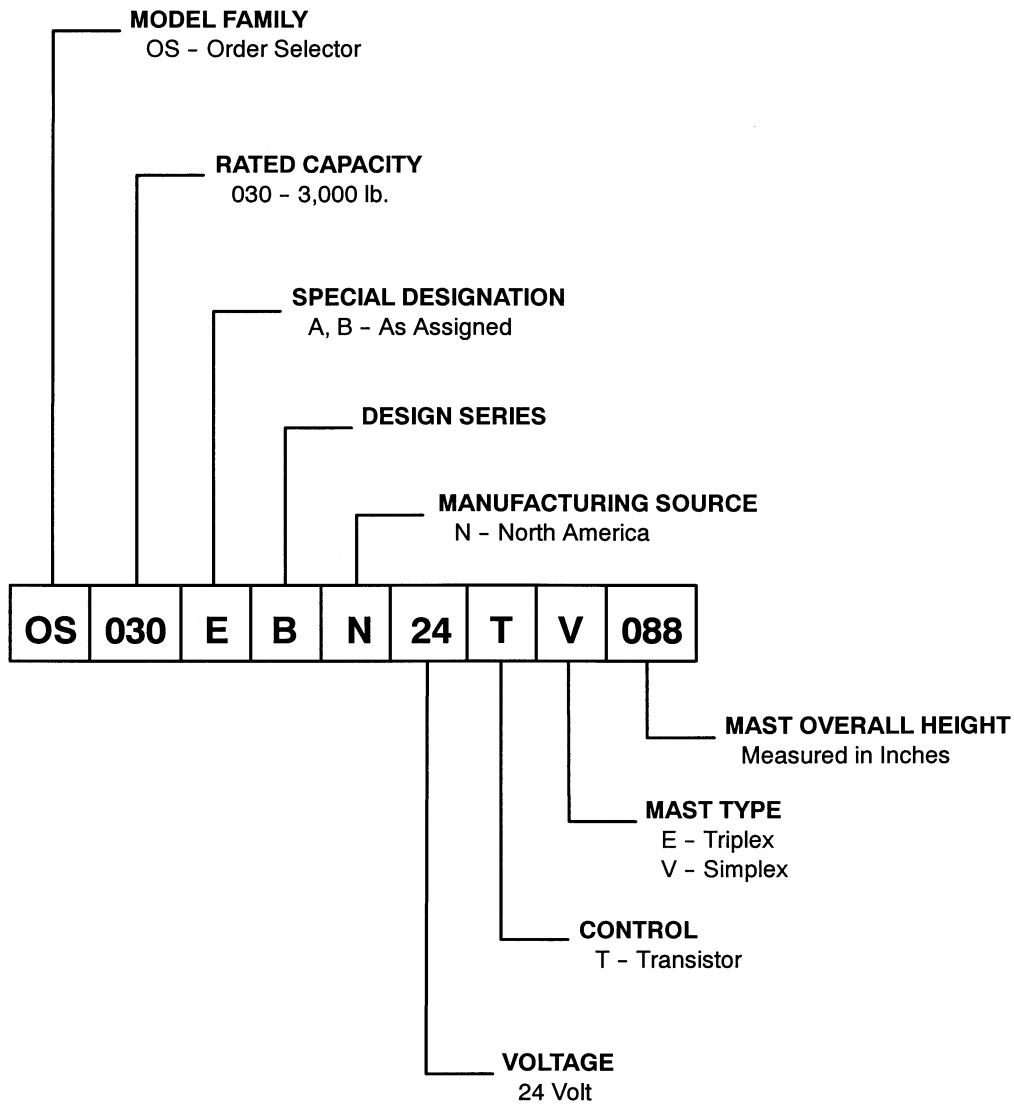 MODEL FAMILY
OS – Order Selector
RATED CAPACITY
030 – 3,000 lb.
SPECIAL DESIGNATION
A, B – As Assigned
DESIGN SERIES
MANUFACTURING SOURCE
N – North America
OS 030 E B N 24 T V 088
MAST OVERALL HEIGHT
Measured in Inches
MAST TYPE
E – Triplex
V – Simplex
CONTROL
T – Transistor
VOLTAGE
24 Volt